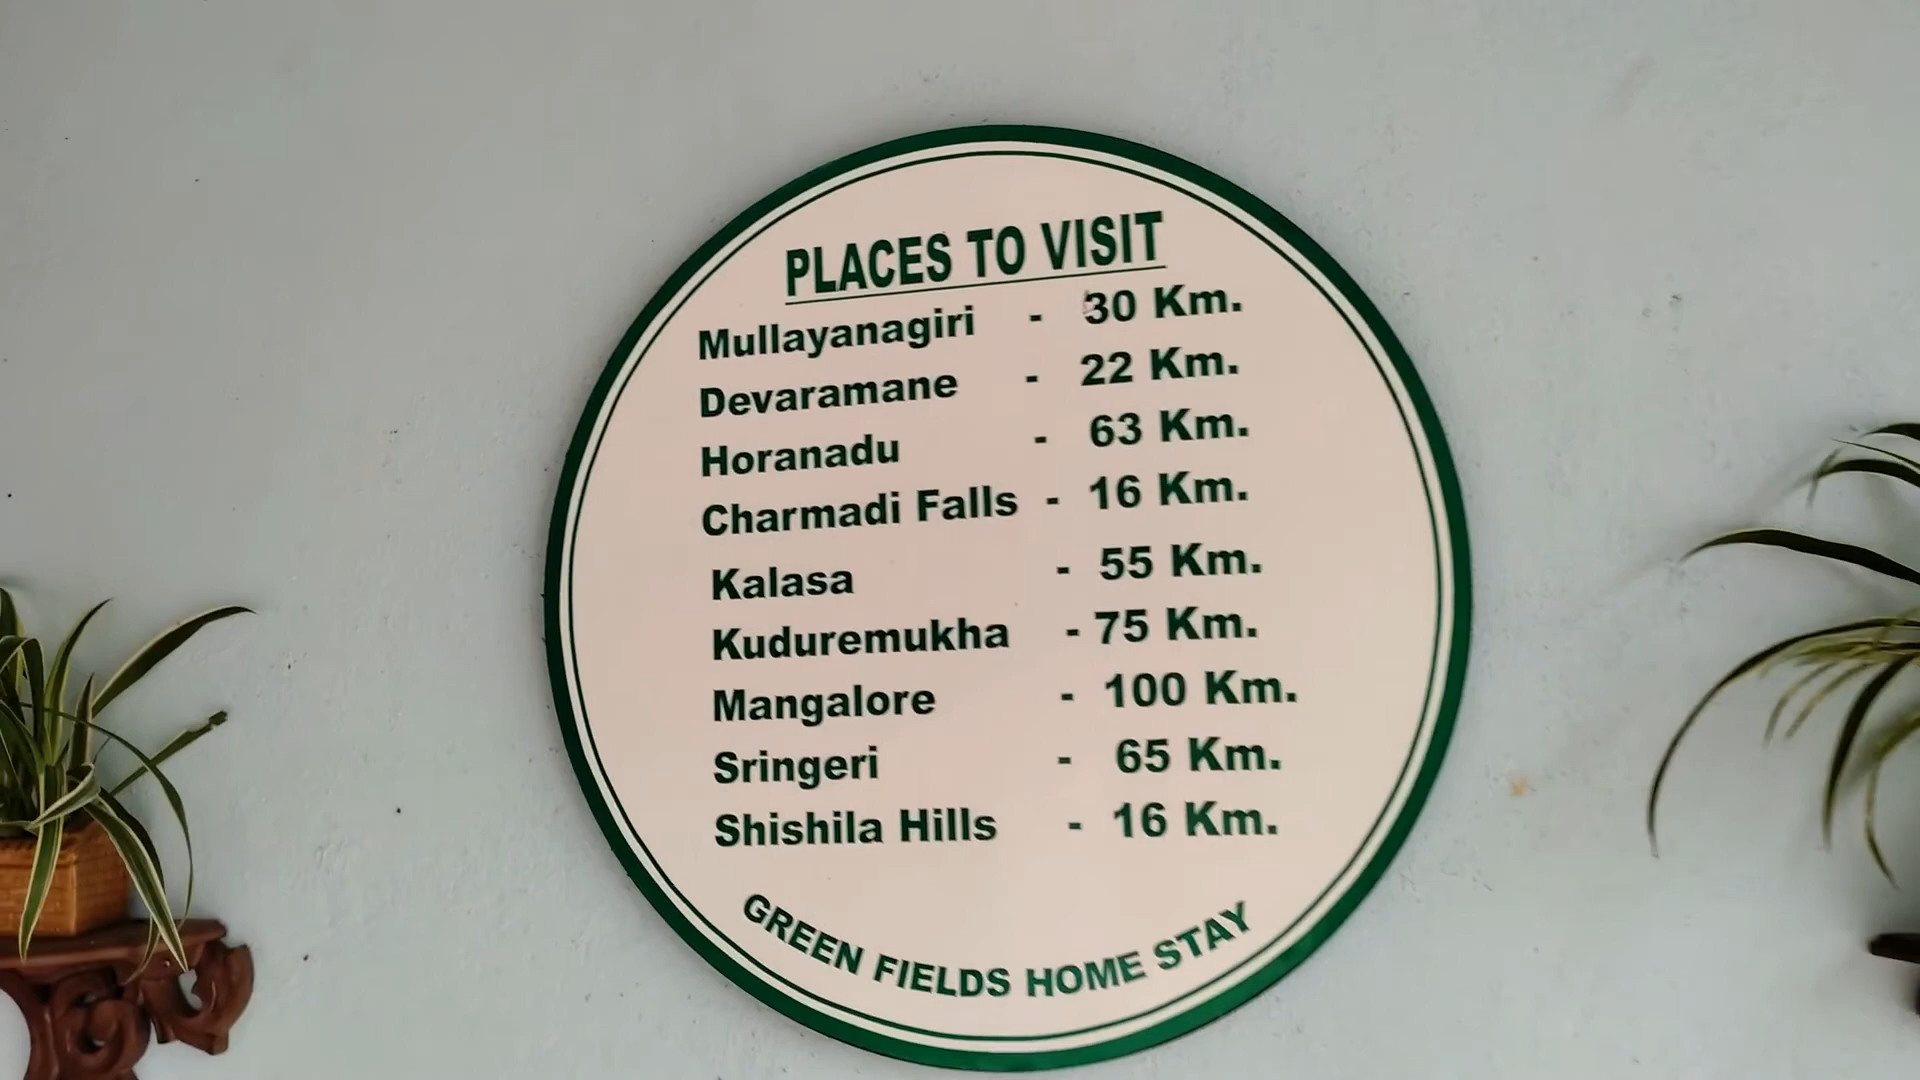 PLACES TO VISIT
Mullayanagiri - 30 Km.
Devaramane - 22 Km.
Horanadu - 63 Km.
Charmadi Falls - 16 Km.
Kalasa - 55 Km.
Kuduremukha - 75 Km.
Mangalore - 100 Km.
Sringeri - 65 Km.
Shishila Hills - 16 Km.
GREEN FIELDS HOME STAY